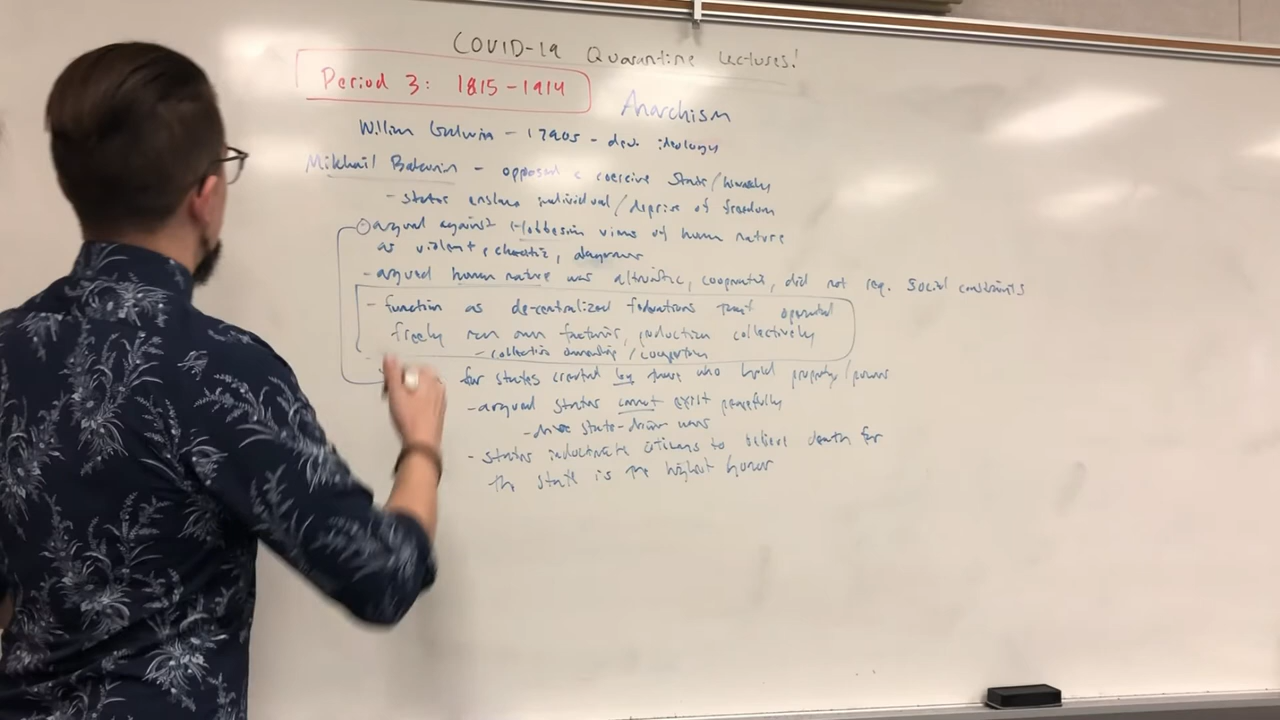 COVID-19 Quarantine Lectures!
Period 3: 1815-1914
Anarchism
William Godwin - 1790s - dev. ideology
Mikhail Bakunin - opposed a coercive State/hierarchy
- states enslave individual/deprive of freedom
argued against Hobbesian views of human nature
as violent, chaotic, dangerous
- argued human nature was altruistic, cooperative, did not req. social constraints
- function as de-centralized federations that operated
freely run own factories, production collectively
- collective ownership/
for states created by those who hold property/power
- argued states cannot exist peacefully
- drive state-driven wars
- states indoctrinate citizens to believe death for
the state is the highest honor